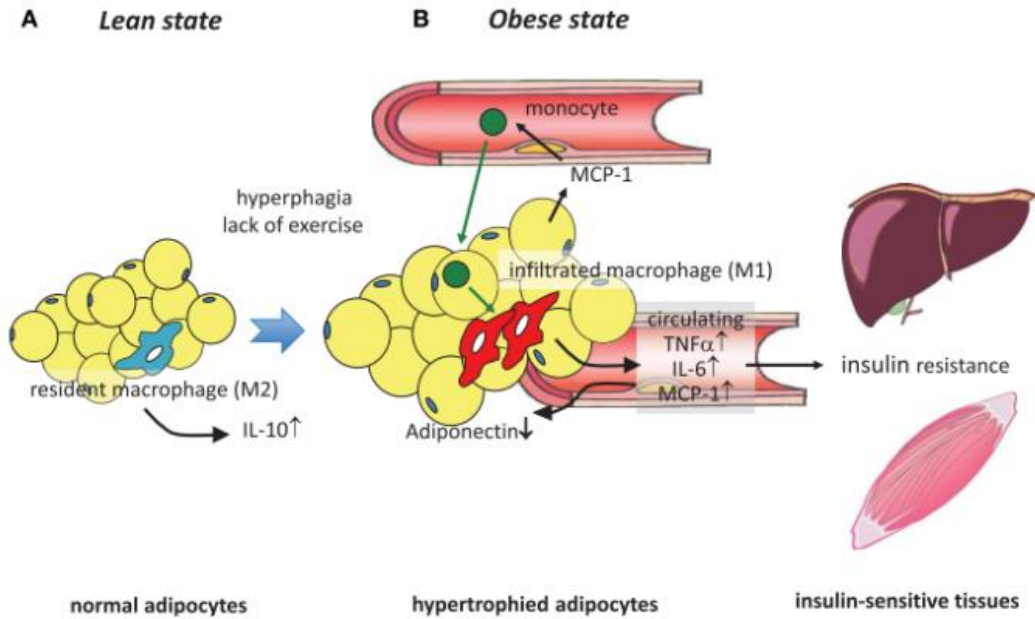 A Lean state
B Obese state
monocyte
MCP-1
hyperphagia
lack of exercise
infiltrated macrophage (M1)
circulating
TNFα↑
IL-6↑
MCP-1↑
insulin resistance
resident macrophage (M2)
IL-10↑
Adiponectin↓
normal adipocytes
hypertrophied adipocytes
insulin-sensitive tissues